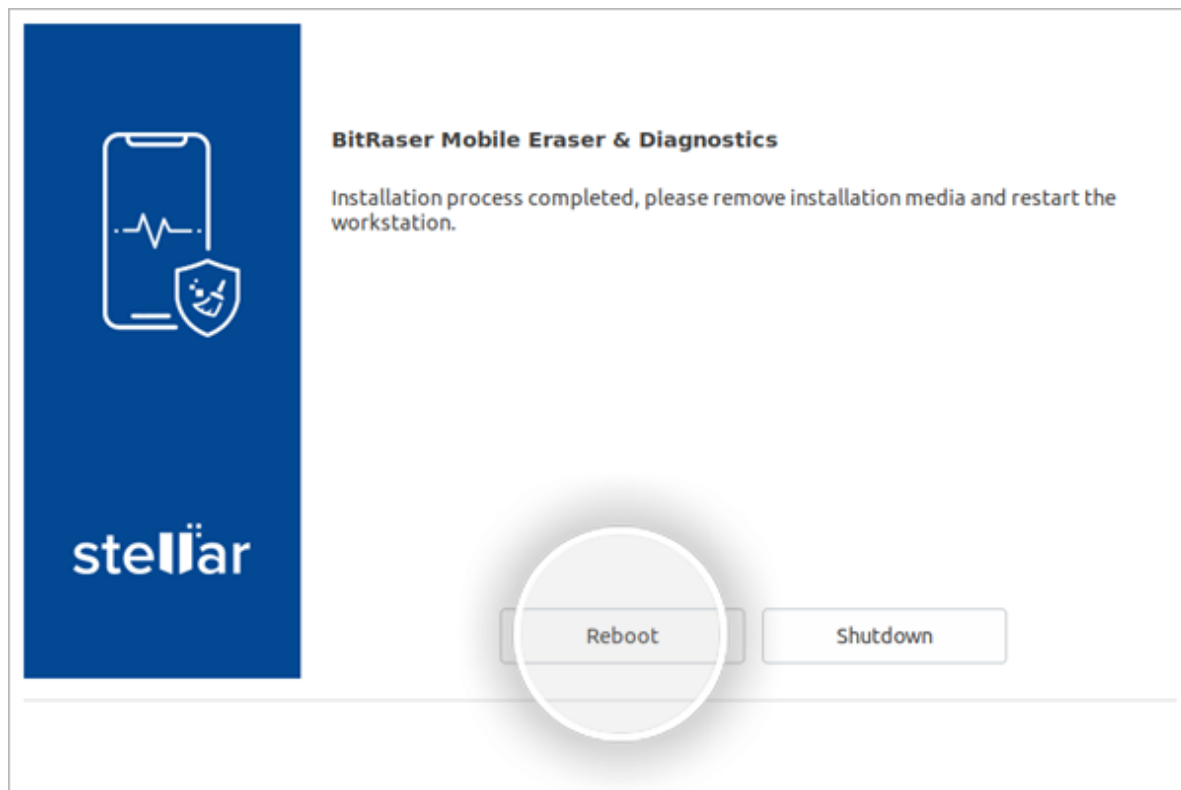 BitRaser Mobile Eraser & Diagnostics
Installation process completed, please remove installation media and restart the
workstation.
stellar
Reboot
Shutdown